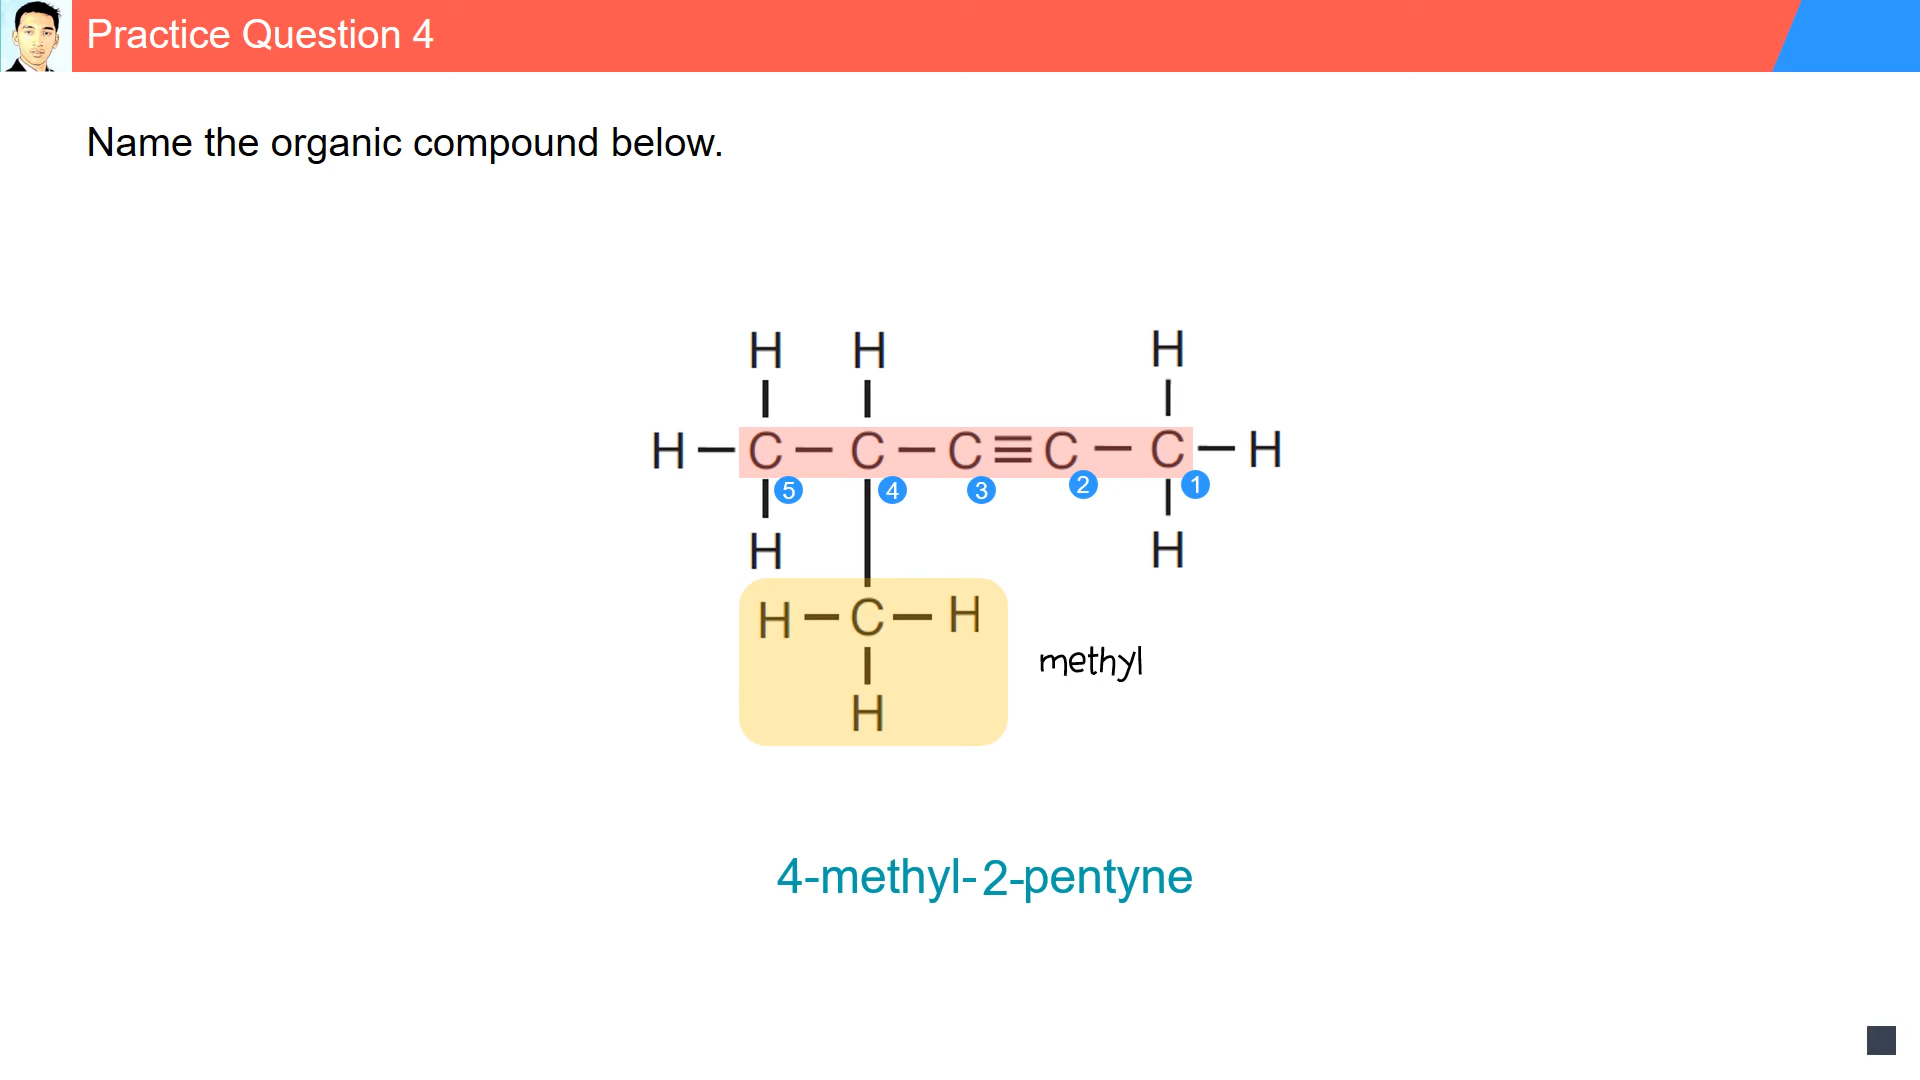 Practice Question 4
Name the organic compound below.
H H H
H — C — C — C ≡ C — C — H
5 4 3 2 1
H H
H — C — H
methyl
H
4-methyl-2-pentyne